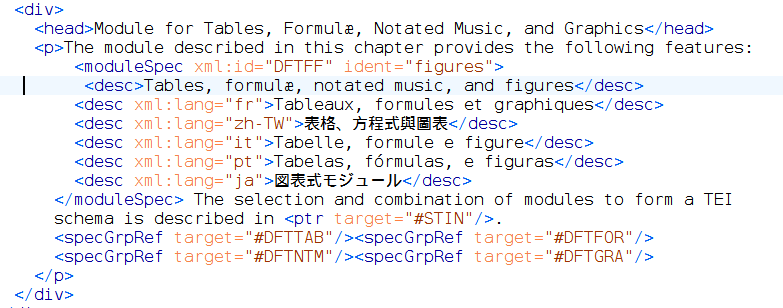 <div>
<head>Module for Tables, Formulæ, Notated Music, and Graphics</head>
<p>The module described in this chapter provides the following features:
<moduleSpec xml:id="DFTFF" ident="figures">
<desc>Tables, formulæ, notated music, and figures</desc>
<desc xml:lang="fr">Tableaux, formules et graphiques</desc>
<desc xml:lang="zh-TW">表格、方程式與圖表</desc>
<desc xml:lang="it">Tabelle, formule e figure</desc>
<desc xml:lang="pt">Tabelas, fórmulas, e figuras</desc>
<desc xml:lang="ja">図表式モジュール</desc>
</moduleSpec> The selection and combination of modules to form a TEI
schema is described in <ptr target="#STIN"/>.
<specGrpRef target="#DFTTAB"/><specGrpRef target="#DFTFOR"/>
<specGrpRef target="#DFTNTM"/><specGrpRef target="#DFTGRA"/>
</p>
</div>